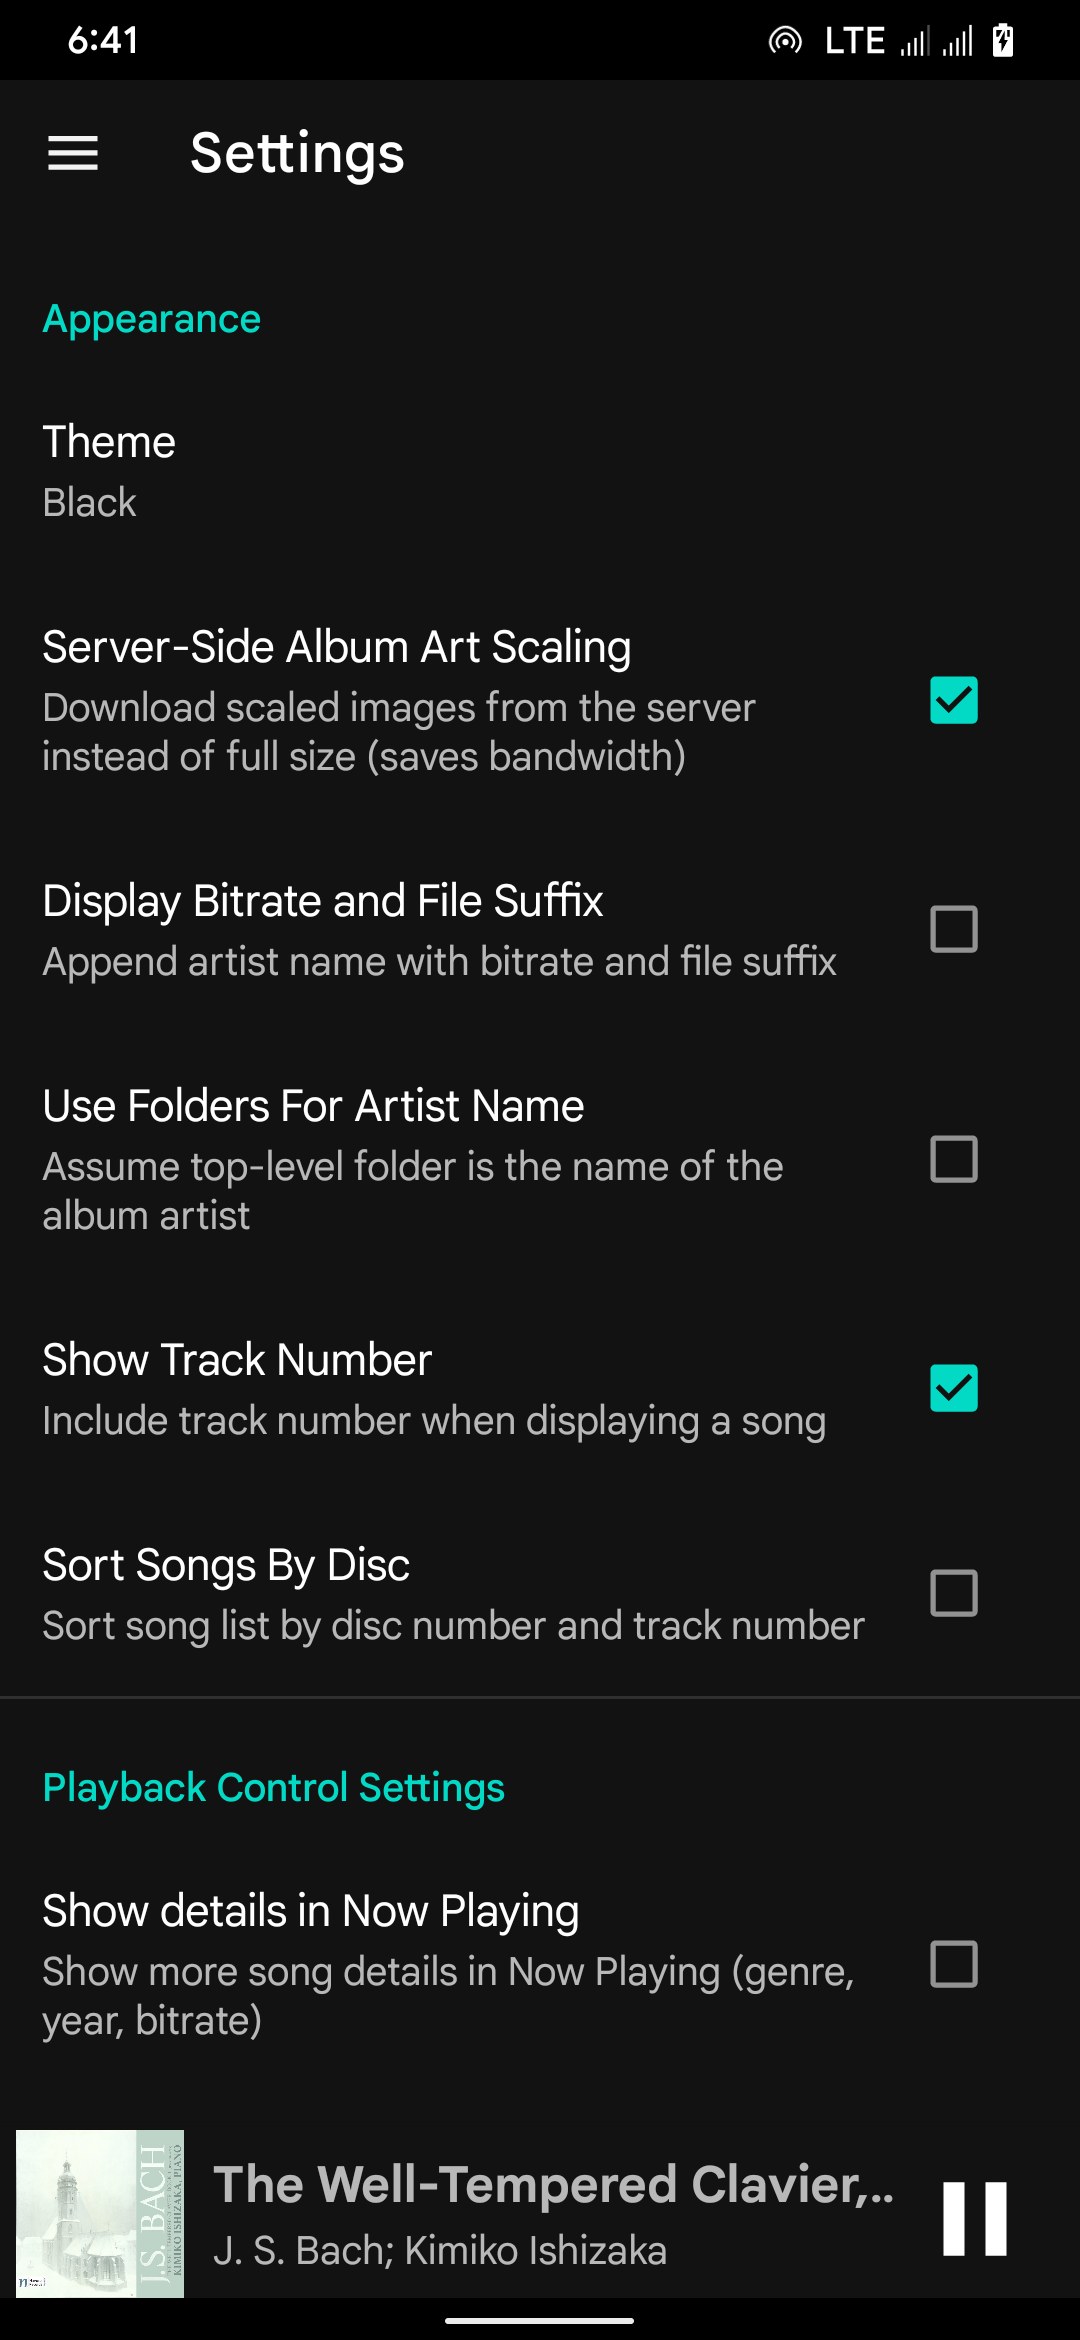 6:41
LTE
Settings
Appearance
Theme
Black
Server-Side Album Art Scaling
Download scaled images from the server
instead of full size (saves bandwidth)
Display Bitrate and File Suffix
Append artist name with bitrate and file suffix
Use Folders For Artist Name
Assume top-level folder is the name of the
album artist
Show Track Number
Include track number when displaying a song
Sort Songs By Disc
Sort song list by disc number and track number
Playback Control Settings
Show details in Now Playing
Show more song details in Now Playing (genre,
year, bitrate)
J.S. BACH
KIMIKO ISHIZAKA, PIANO
The Well-Tempered Clavier,..
J. S. Bach; Kimiko Ishizaka